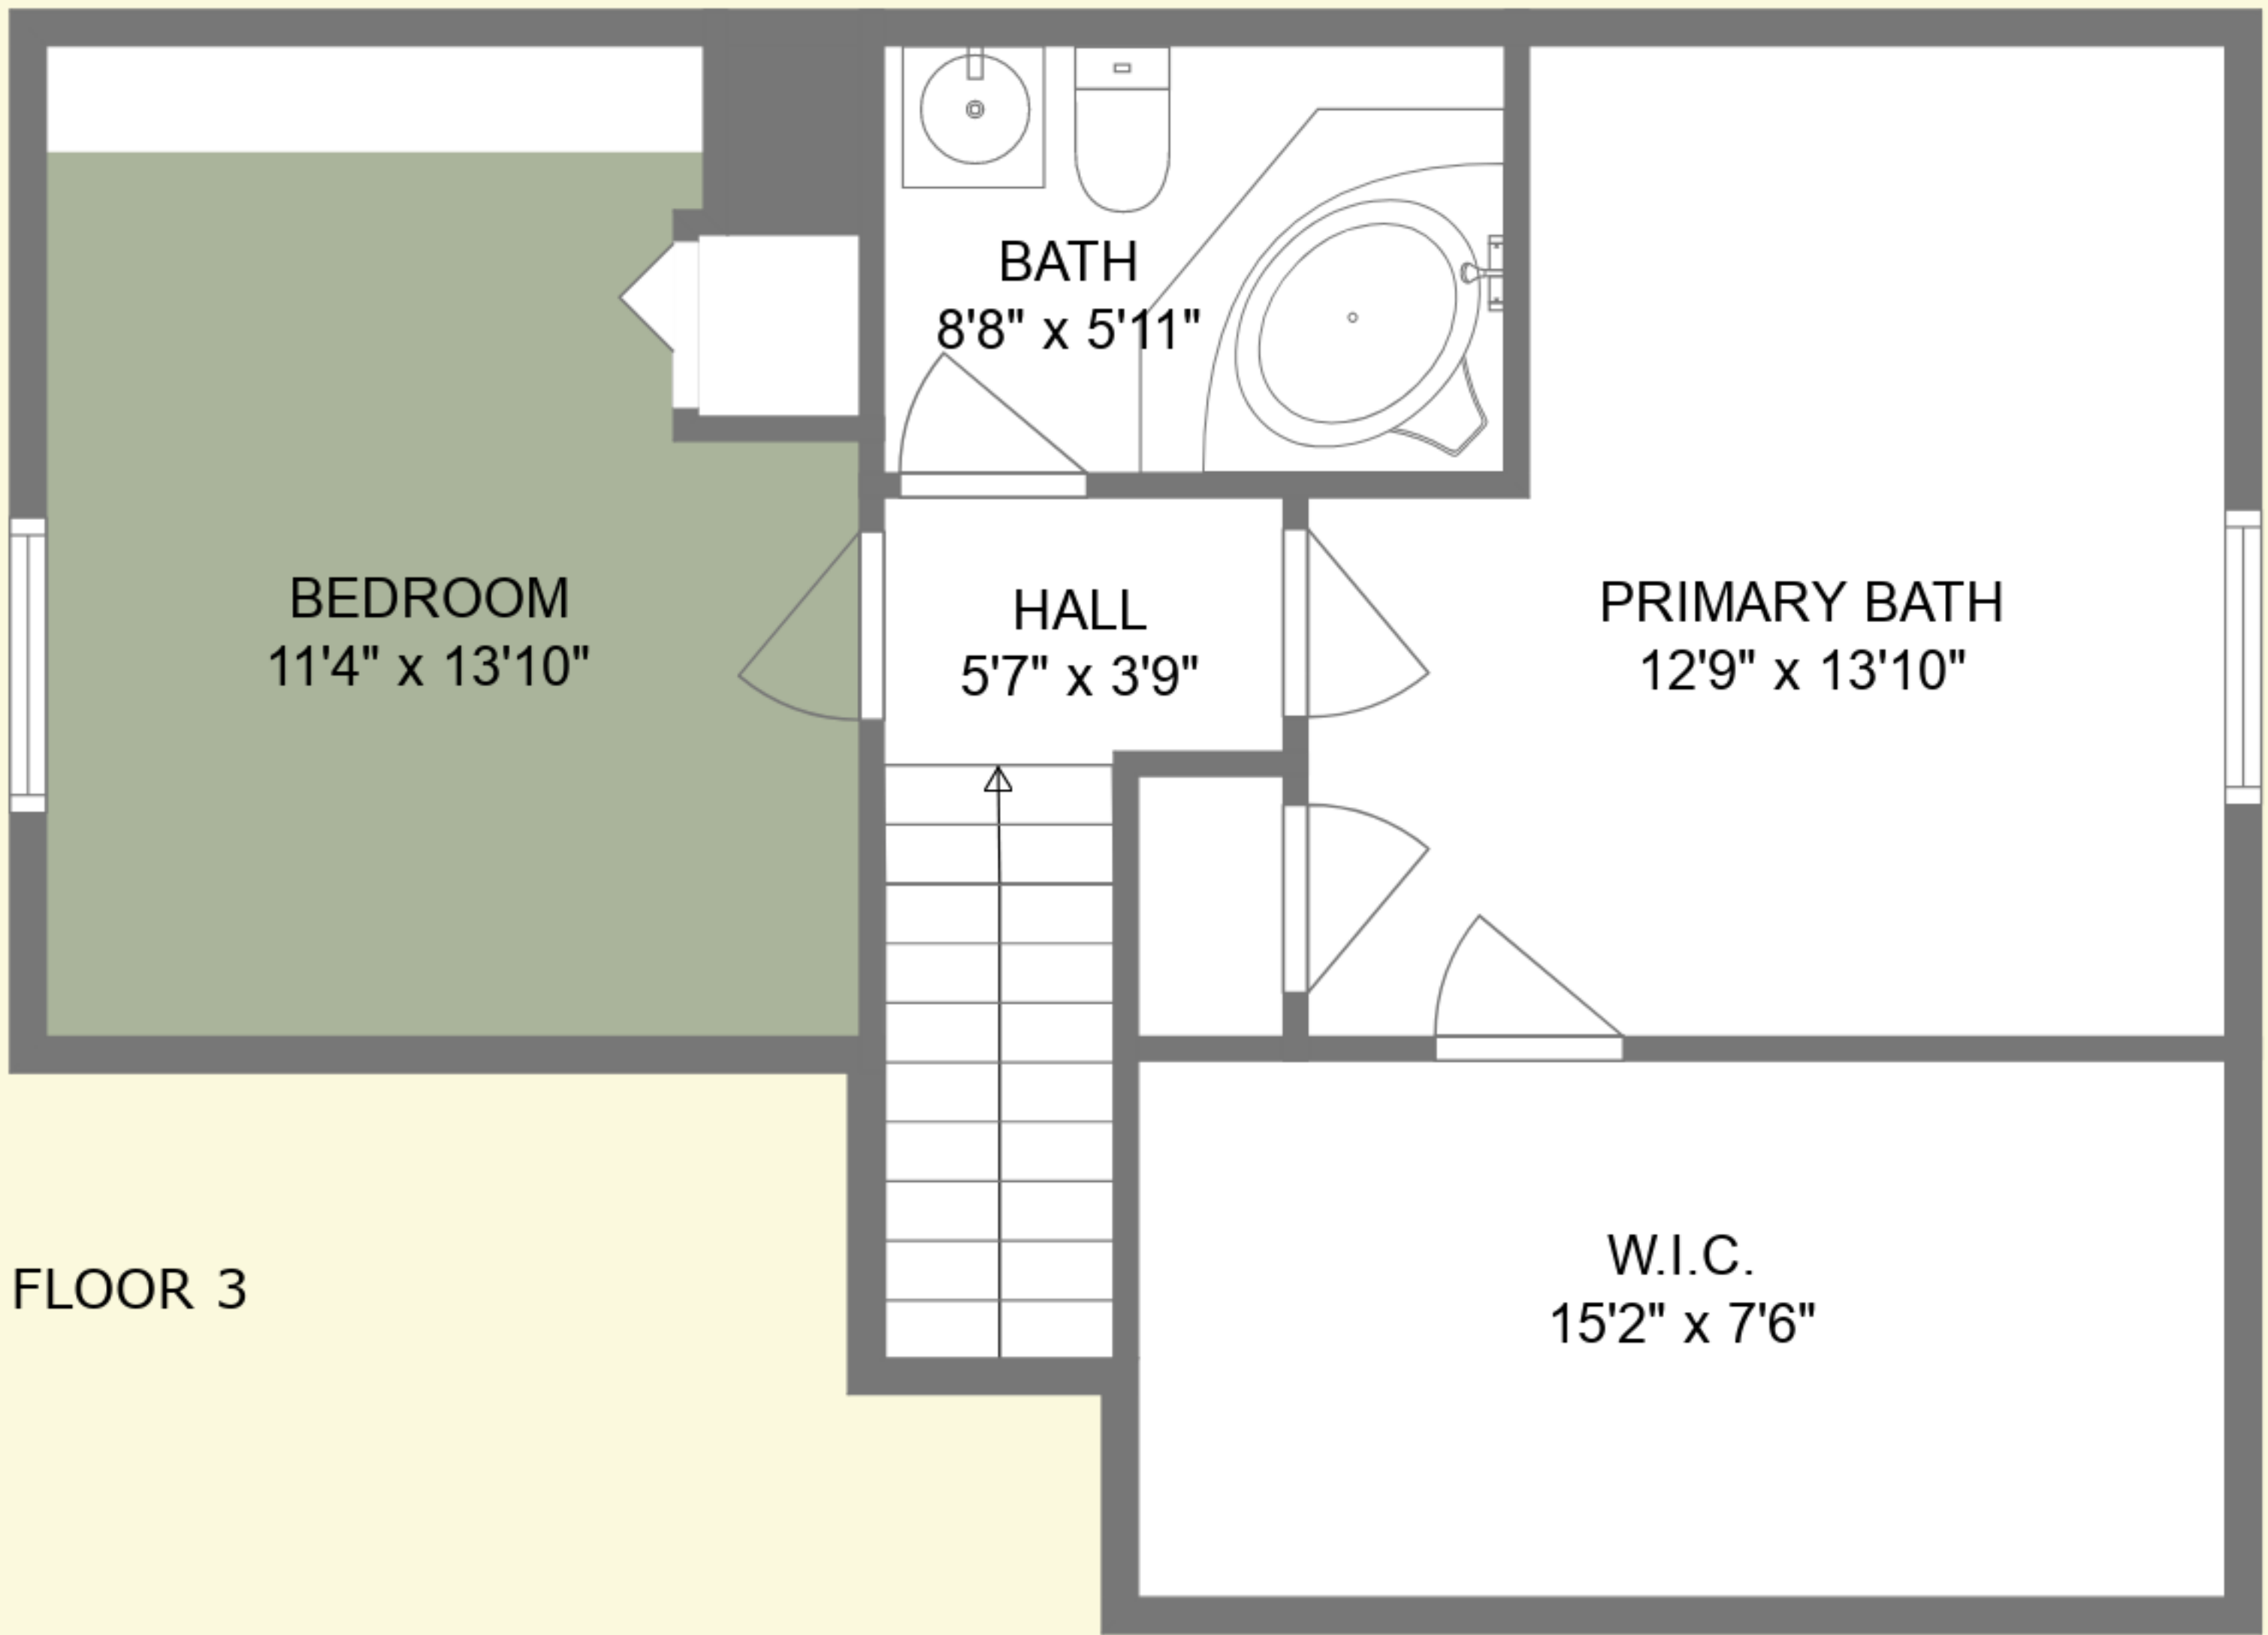 BATH
8'8" x 5'11"
BEDROOM
11'4" x 13'10"
HALL
5'7" x 3'9"
PRIMARY BATH
12'9" x 13'10"
W.I.C.
15'2" x 7'6"
FLOOR 3